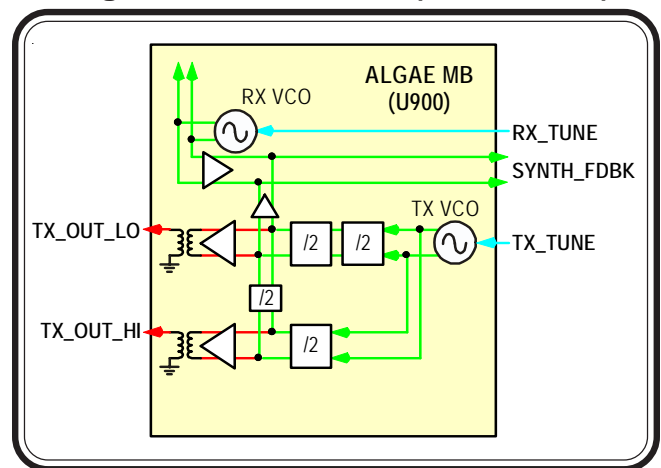 ALGAE MB
(U900)
RX VCO
RX_TUNE
SYNTH_FDBK
TX VCO
TX_OUT_LO
/2
/2
TX_TUNE
/2
TX_OUT_HI
/2